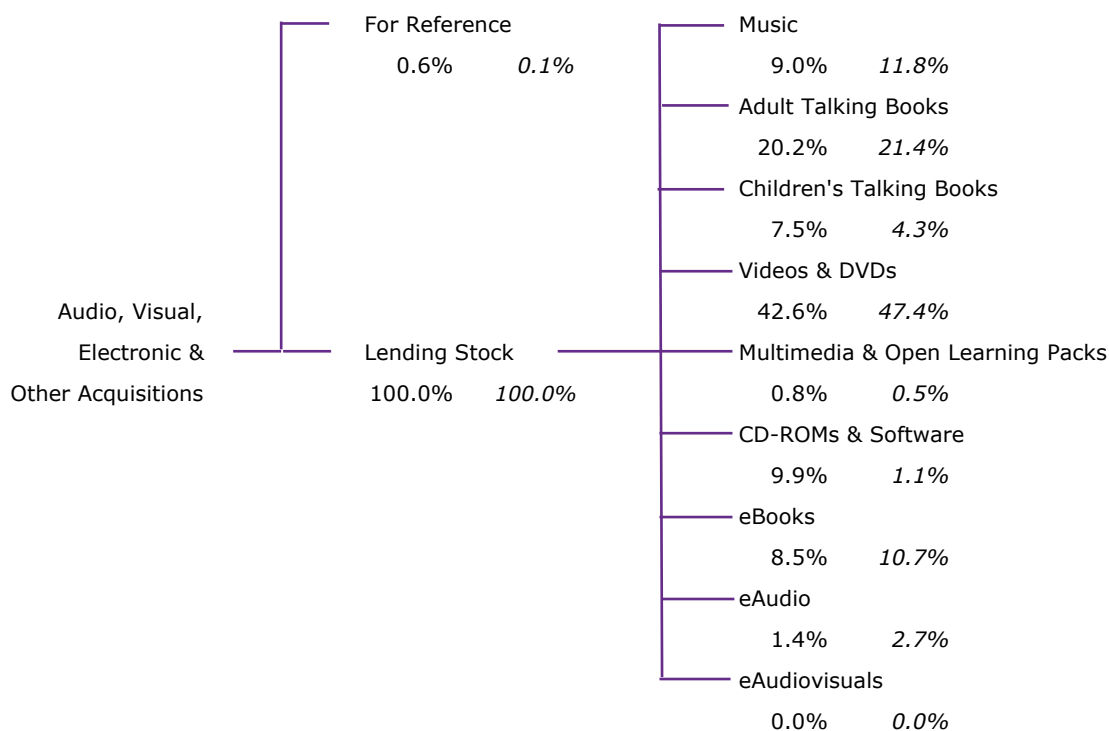 For Reference
0.6% 0.1%
Audio, Visual,
Electronic &
Other Acquisitions
Lending Stock
100.0% 100.0%
Music
9.0% 11.8%
Adult Talking Books
20.2% 21.4%
Children's Talking Books
7.5% 4.3%
Videos & DVDs
42.6% 47.4%
Multimedia & Open Learning Packs
0.8% 0.5%
CD-ROMs & Software
9.9% 1.1%
eBooks
8.5% 10.7%
eAudio
1.4% 2.7%
eAudiovisuals
0.0% 0.0%